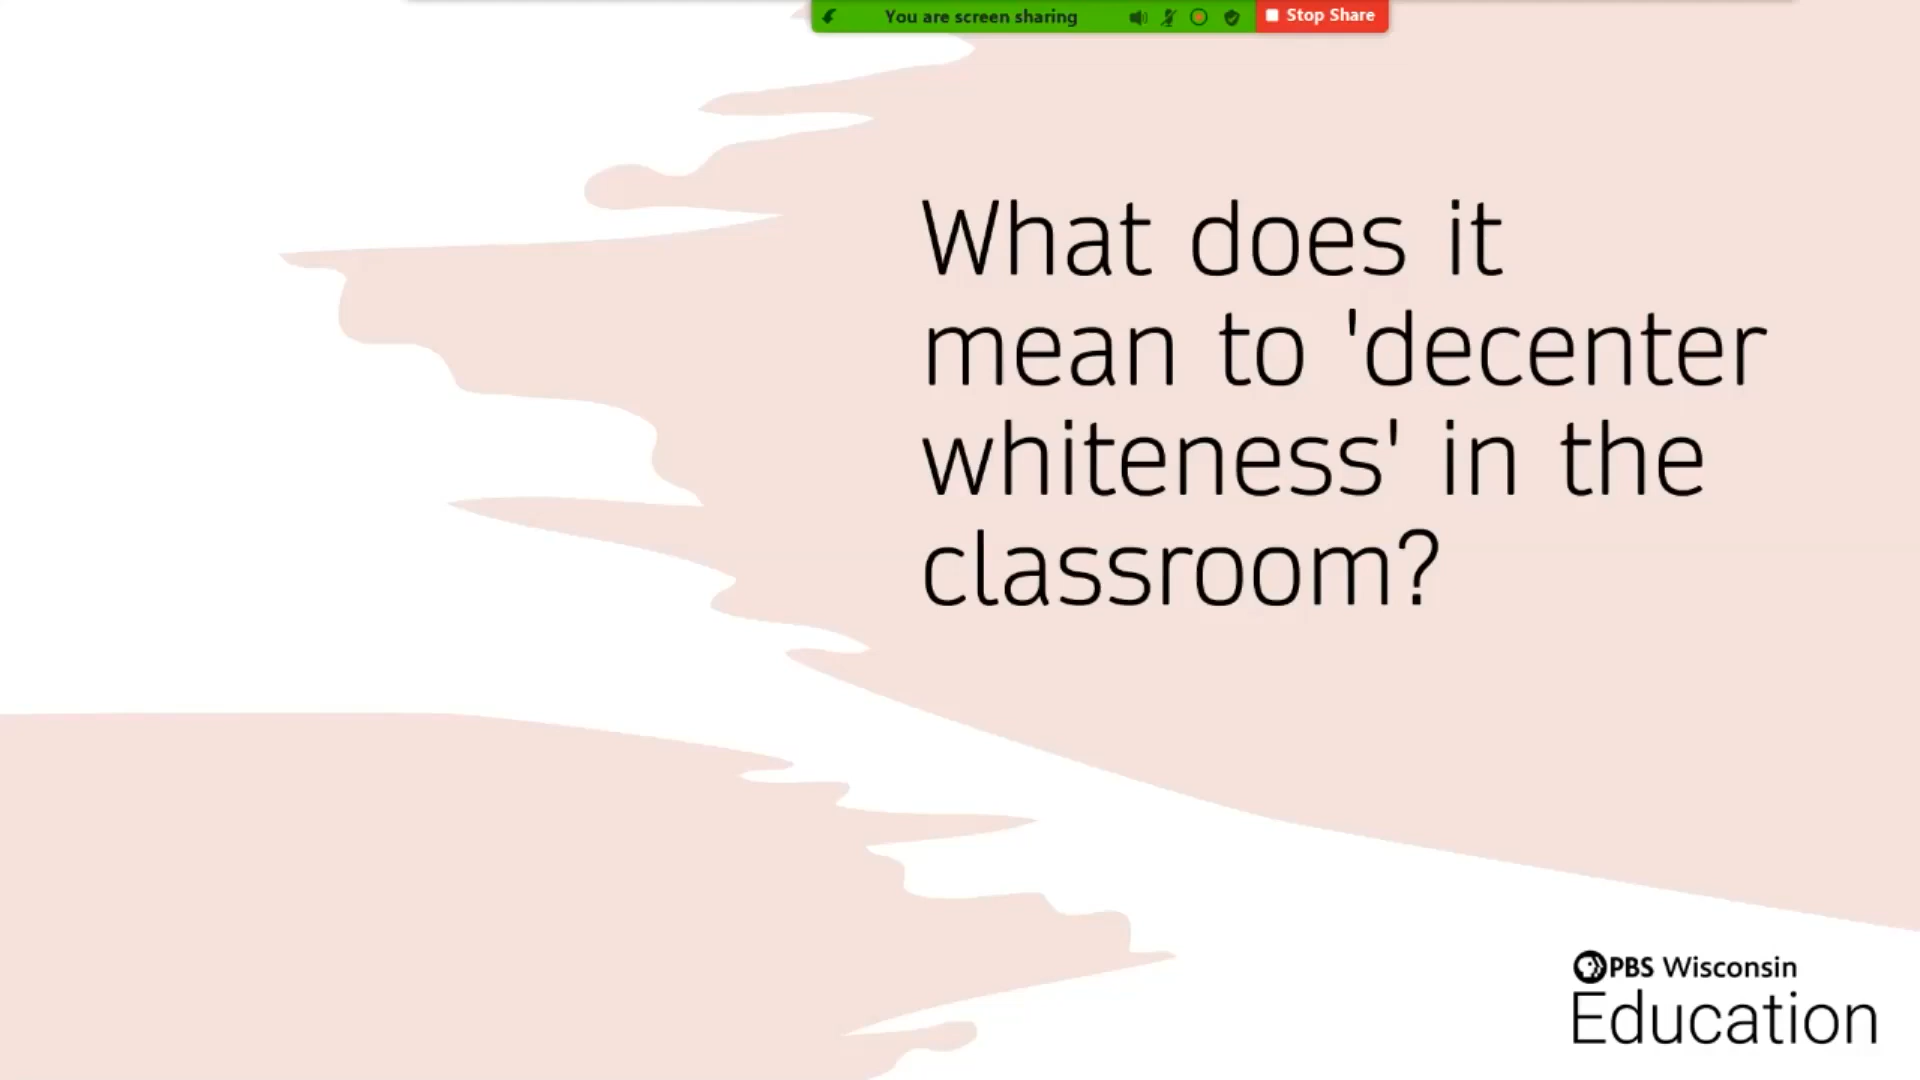 You are screen sharing
Stop Share
What does it
mean to 'decenter
whiteness' in the
classroom?
PBS Wisconsin
Education